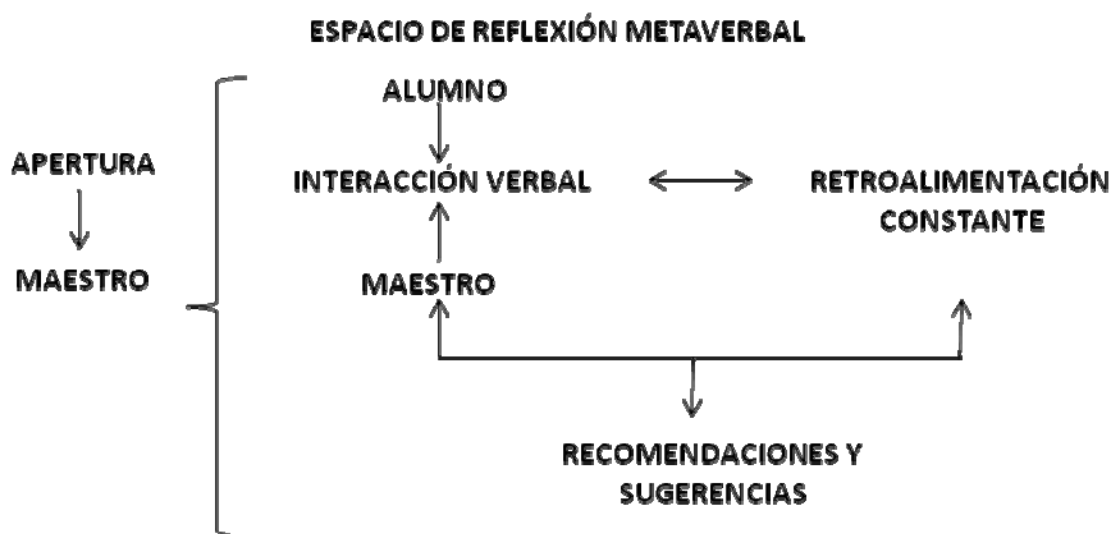 ESPACIO DE REFLEXIÓN METAVERBAL
ALUMNO
APERTURA
INTERACCIÓN VERBAL
RETROALIMENTACIÓN
CONSTANTE
MAESTRO
MAESTRO
RECOMENDACIONES Y
SUGERENCIAS